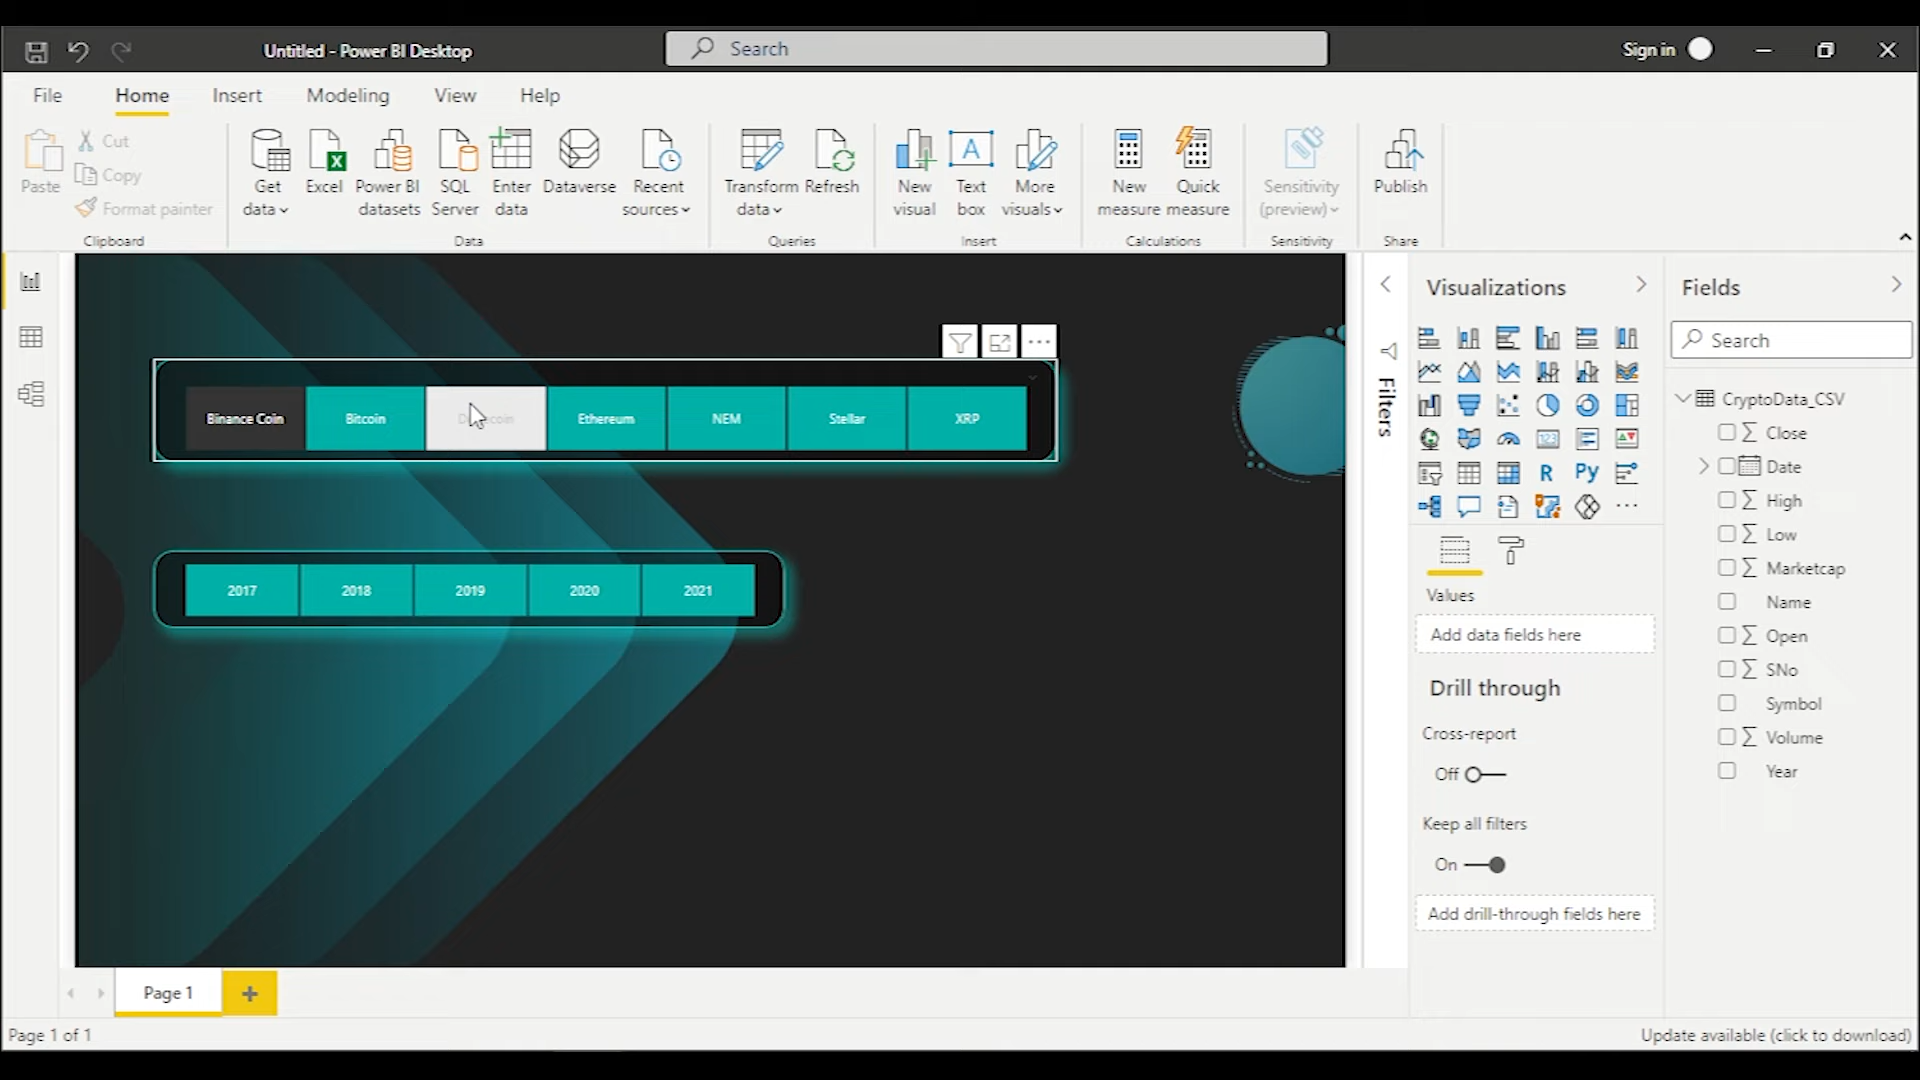 Untitled - Power BI Desktop
Search
Sign in
File
Home
Insert
Modeling
View
Help
Paste
Cut
Copy
Format painter
Clipboard
Get data
Excel
Power BI datasets
SQL Server
Enter data
Dataverse
Recent sources
Data
Transform data
Refresh
Queries
New visual
A
Text box
More visuals
Insert
New measure
Quick measure
Calculations
Sensitivity (preview)
Sensitivity
Publish
Share
Binance Coin
Bitcoin
Ethereum
NEM
Stellar
XRP
2017
2018
2019
2020
2021
Filters
Visualizations
R
Py
Values
Add data fields here
Drill through
Cross-report
Off
Keep all filters
On
Add drill-through fields here
Fields
Search
CryptoData_CSV
Close
Date
High
Low
Marketcap
Name
Open
SNo
Symbol
Volume
Year
Page 1
Page 1 of 1
Update available (click to download)